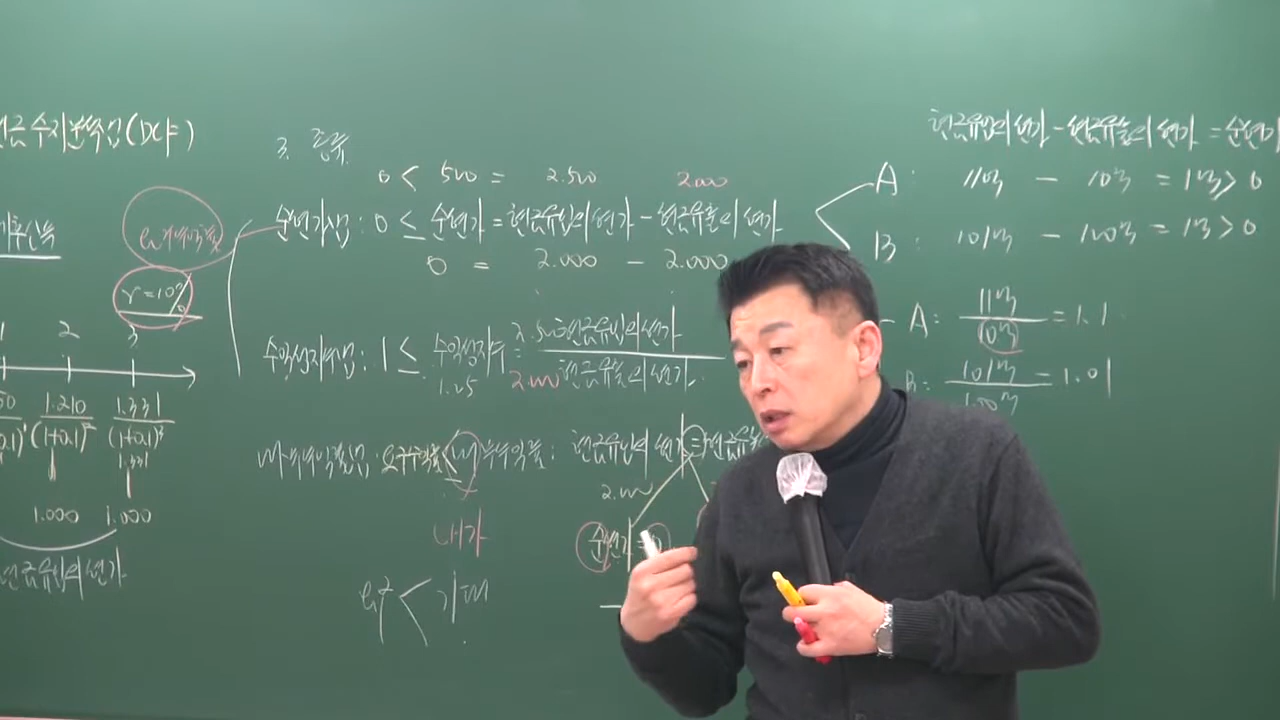 현금수지분석법(DCF)
r=10%
1 2 3
1.210 1.331
(1+0.1)² (1+0.1)³
1.331
1.000 1.000
현금유입의 현가
3. 종류
0 < 500 = 2.500 2.000
순현가법: 0 ≤ 순현가 = 현금유입의 현가 - 현금유출의 현가
0 = 2.000 - 2.000
수익성지수법: 1 ≤ 수익성지수 = 현금유입의 현가
1.25 2.000 현금유출의 현가
내부수익률법: 요구수익률 < 내부수익률: 현금유입의 현가 = 현금유출
2.000
내가
순현가 = 0
요구 < 기대
현금유입의 현가 - 현금유출의 현가 = 순현가
A: 11억 - 10억 = 1억 > 0
B: 101억 - 100억 = 1억 > 0
A: 11억 = 1.1
10억
B: 101억 = 1.01
100억